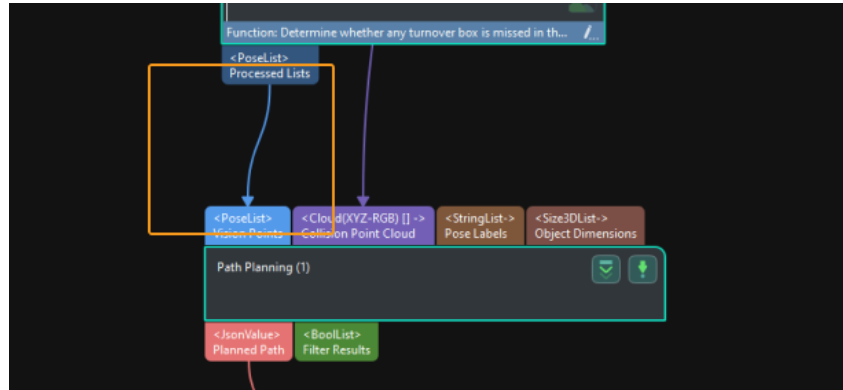 Function: Determine whether any turnover box is missed in th...
<PoseList>
Processed Lists
<PoseList> <Cloud(XYZ-RGB) [] -> <StringList-> <Size3DList->
Vision Points Collision Point Cloud Pose Labels Object Dimensions
Path Planning (1)
<JsonValue> <BoolList>
Planned Path Filter Results